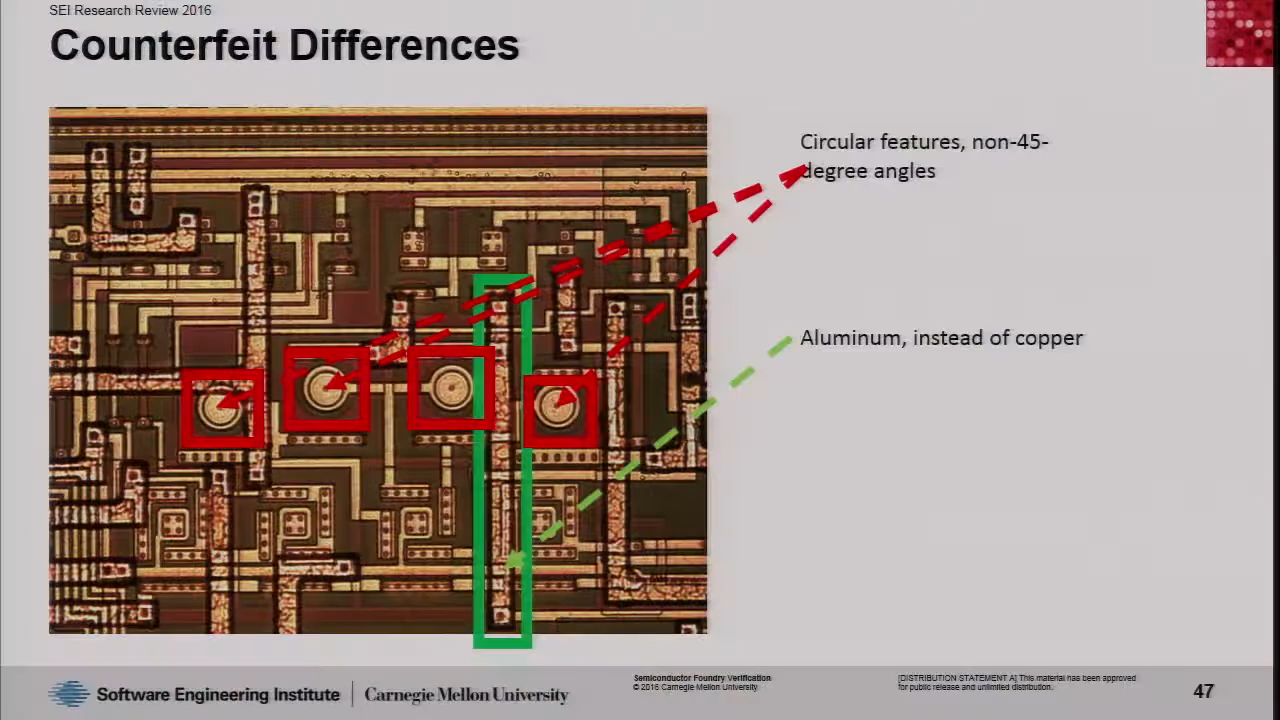 SEI Research Review 2016
Counterfeit Differences
Circular features, non-45-
degree angles
Aluminum, instead of copper
Software Engineering Institute
Carnegie Mellon University
Semiconductor Foundry Verification
© 2016 Carnegie Mellon University
[DISTRIBUTION STATEMENT A] This material has been approved
for public release and unlimited distribution.
47